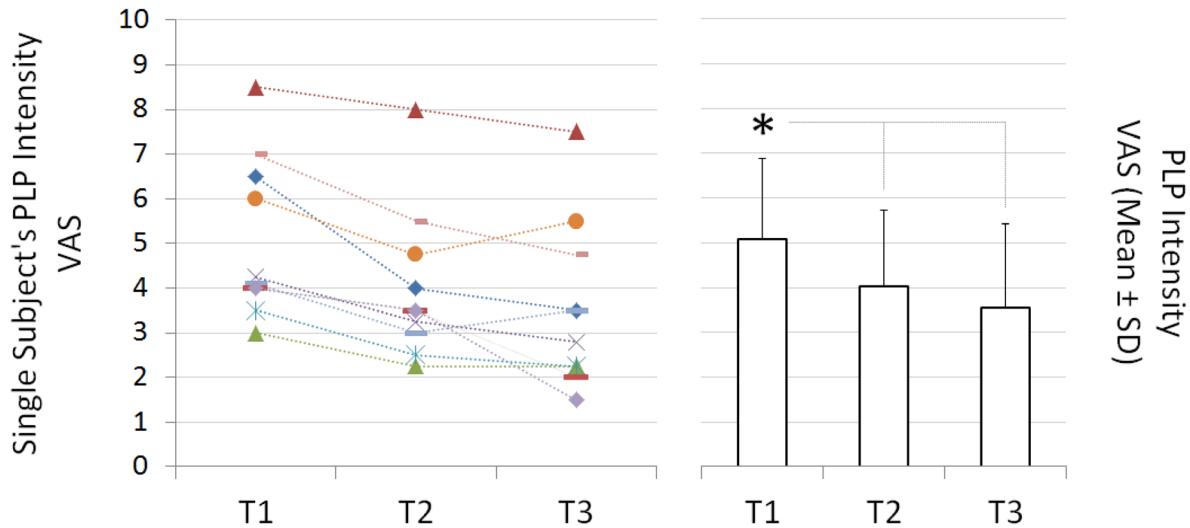 Single Subject's PLP Intensity
VAS
10
9
8
7
6
5
4
3
2
1
0
T1 T2 T3
*
T1 T2 T3
PLP Intensity
VAS (Mean ± SD)